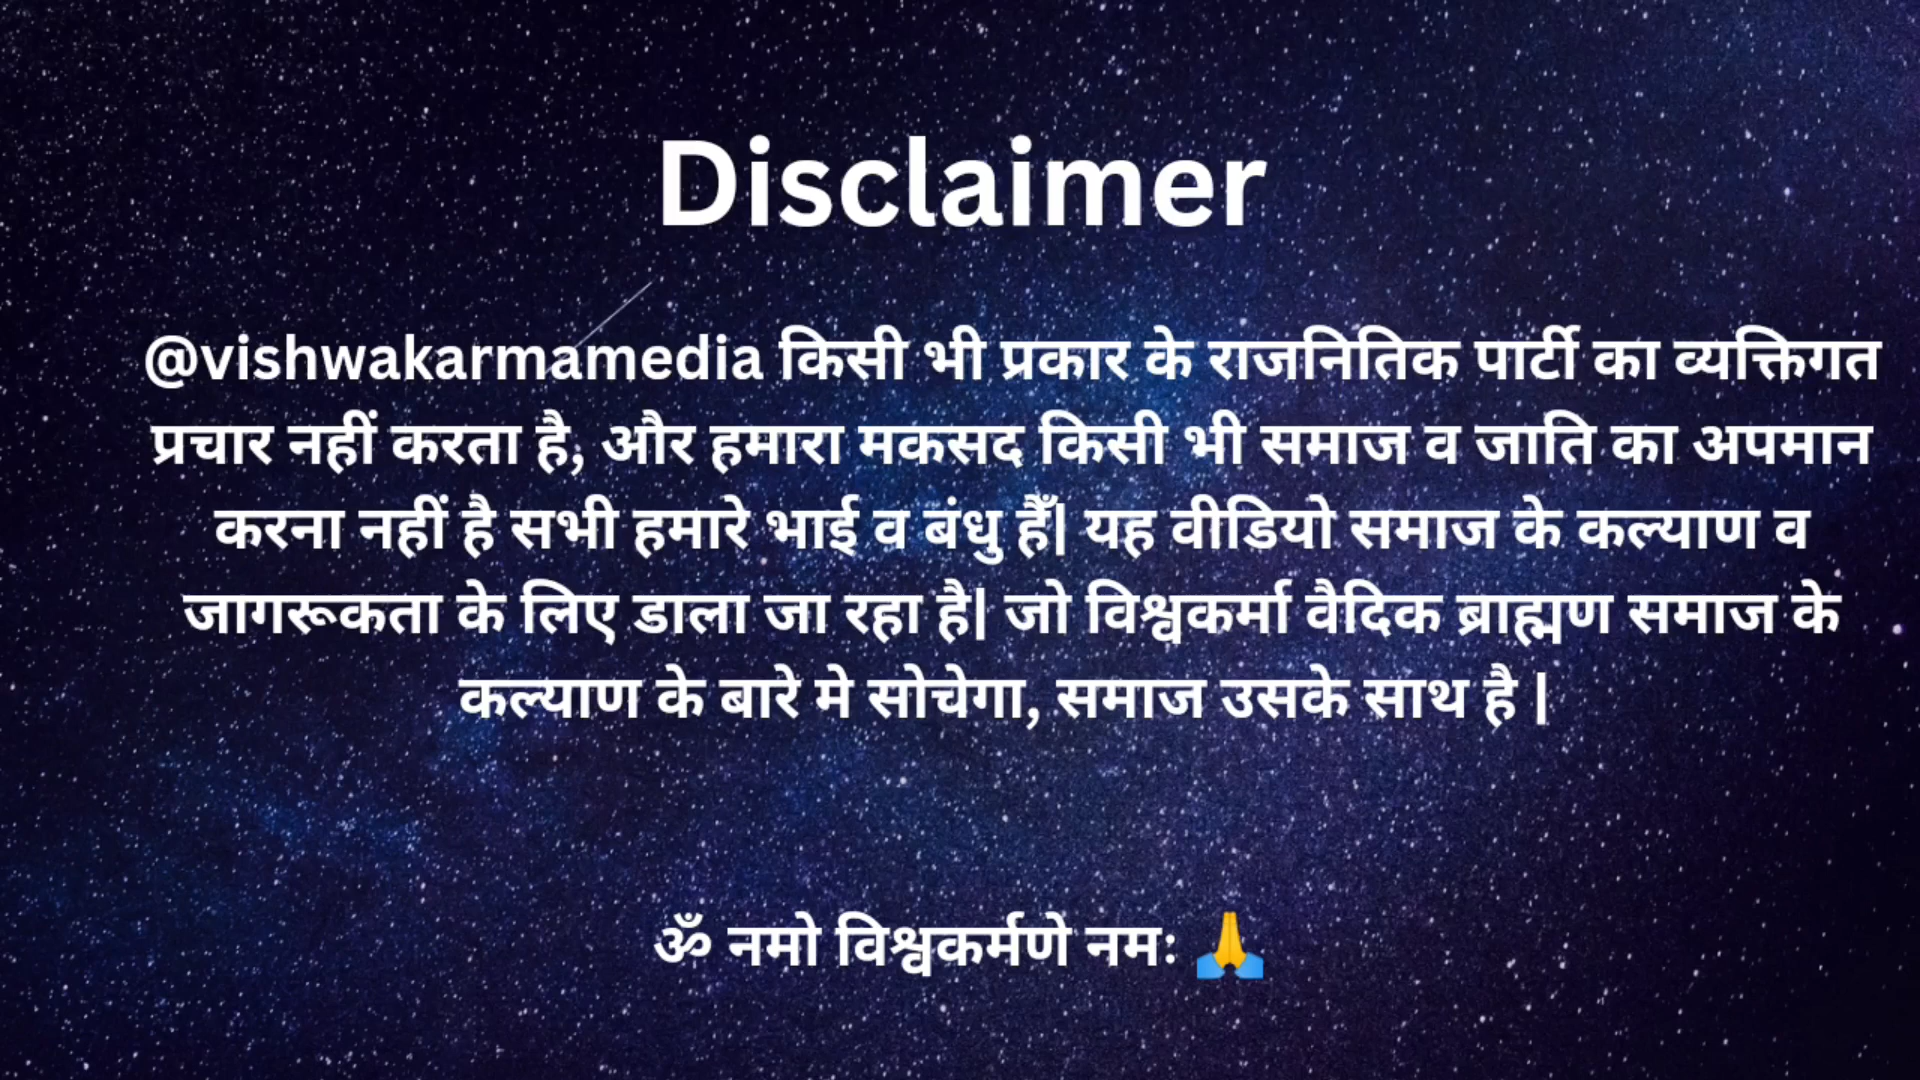 Disclaimer
@vishwakarmamedia किसी भी प्रकार के राजनितिक पार्टी का व्यक्तिगत
प्रचार नहीं करता है, और हमारा मकसद किसी भी समाज व जाति का अपमान
करना नहीं है सभी हमारे भाई व बंधु हैँ| यह वीडियो समाज के कल्याण व
जागरूकता के लिए डाला जा रहा है| जो विश्वकर्मा वैदिक ब्राह्मण समाज के
कल्याण के बारे मे सोचेगा, समाज उसके साथ है |
ॐ नमो विश्वकर्मणे नमः 🙏